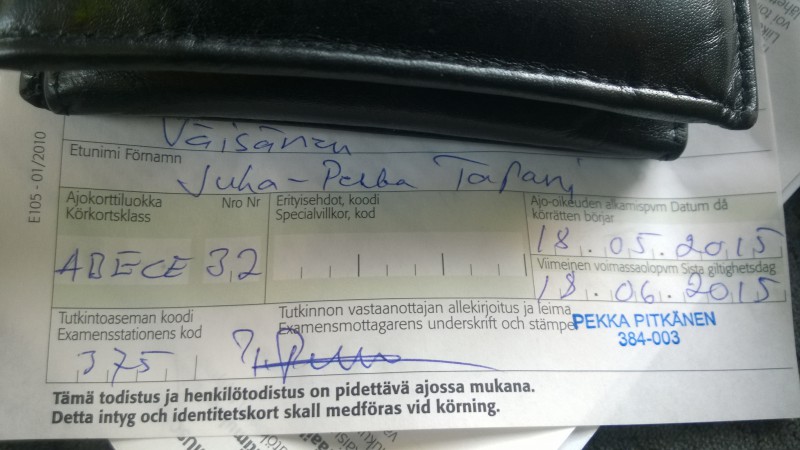 Väisänen
Etunimi Förnamn
Juha-Pekka Tapani
Ajokorttiluokka Nro Nr
Körkortsklass
Erityisehdot, koodi
Specialvillkor, kod
Ajo-oikeuden alkamispvm Datum då
körrätten börjar
18.05.2015
ABECE 32
Viimeinen voimassaolopvm Sista giltighetsdag
18.06.2015
Tutkintoaseman koodi
Examensstationens kod
375
Tutkinnon vastaanottajan allekirjoitus ja leima
Examensmottagarens underskrift och stämpel
PEKKA PITKÄNEN
384-003
Tämä todistus ja henkilötodistus on pidettävä ajossa mukana.
Detta intyg och identitetskort skall medföras vid körning.
E105 - 01/2010